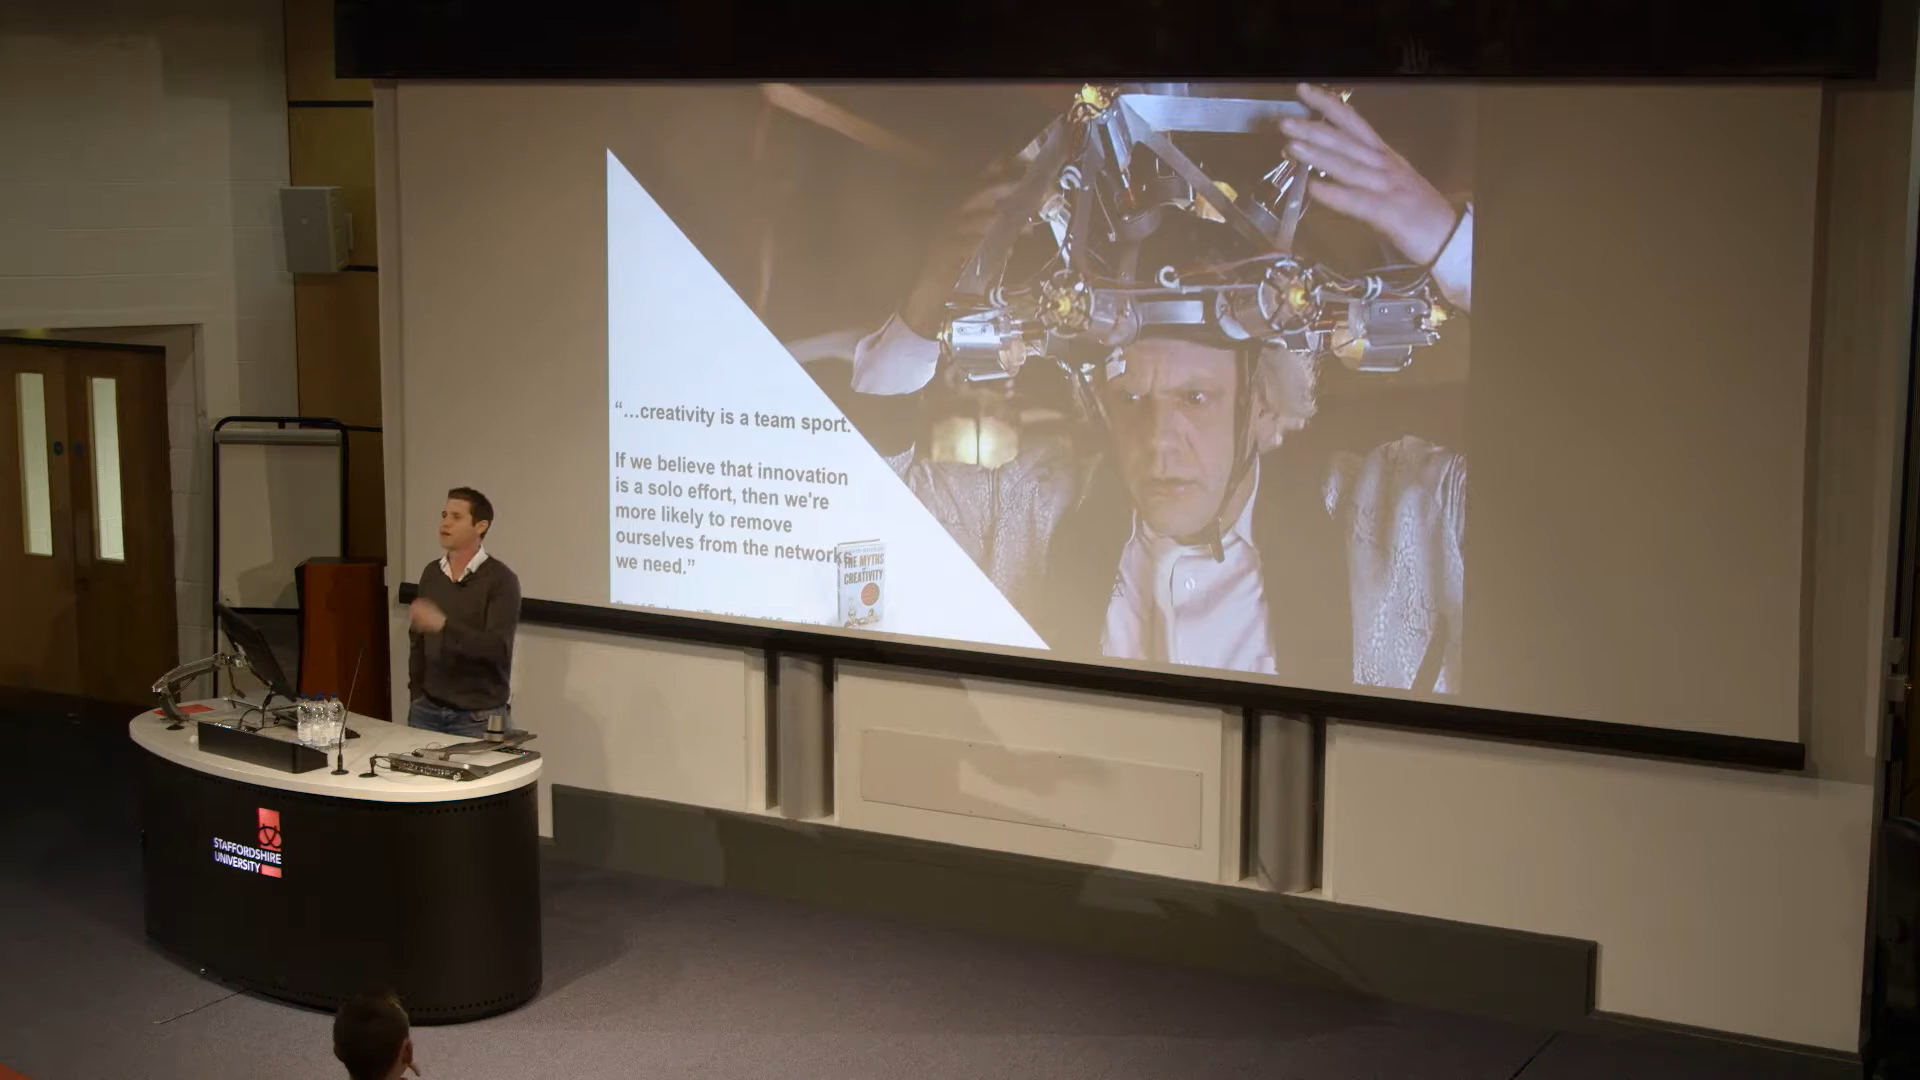 “...creativity is a team sport.
If we believe that innovation
is a solo effort, then we're
more likely to remove
ourselves from the networks
we need.”
THE MYTHS
CREATIVITY
STAFFORDSHIRE
UNIVERSITY